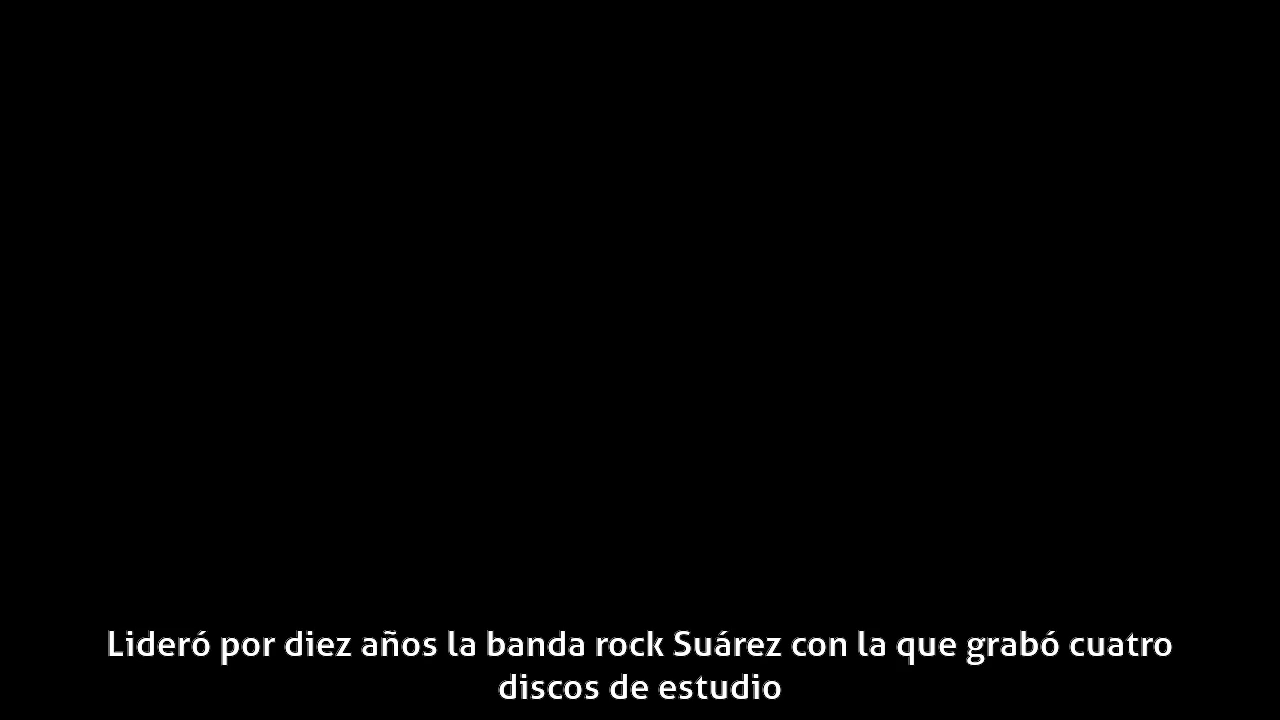 Lideró por diez años la banda rock Suárez con la que grabó cuatro
discos de estudio